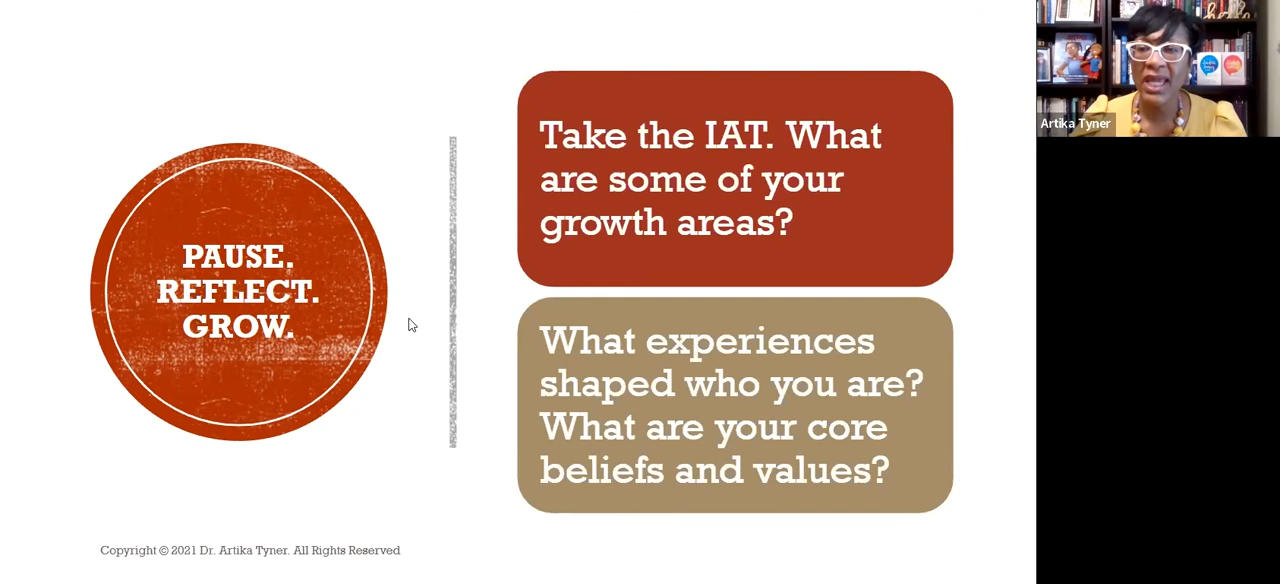 PAUSE.
REFLECT.
GROW.
Take the IAT. What
are some of your
growth areas?
What experiences
shaped who you are?
What are your core
beliefs and values?
Copyright © 2021 Dr. Artika Tyner. All Rights Reserved
Artika Tyner